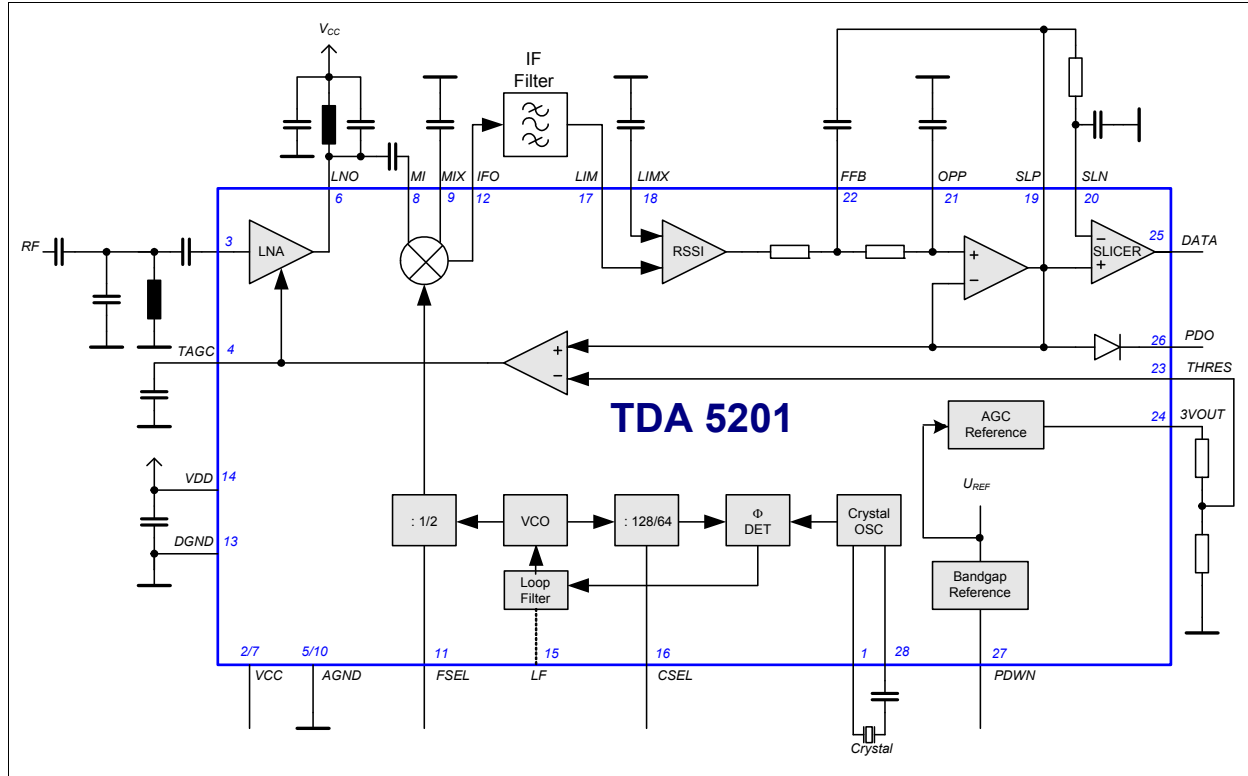 VCC
IF
Filter
LNO
MI
MIX
IFO
LIM
LIMX
FFB
OPP
SLP
SLN
6
8
9
12
17
18
22
21
19
20
RF
3
LNA
RSSI
+
−
−
SLICER
+
25
DATA
TAGC
4
+
−
26
PDO
23
THRES
TDA 5201
AGC
Reference
24
3VOUT
VDD
14
UREF
: 1/2
VCO
: 128/64
Φ
DET
Crystal
OSC
DGND
13
Loop
Filter
Bandgap
Reference
2/7
5/10
11
15
16
1
28
27
VCC
AGND
FSEL
LF
CSEL
PDWN
Crystal